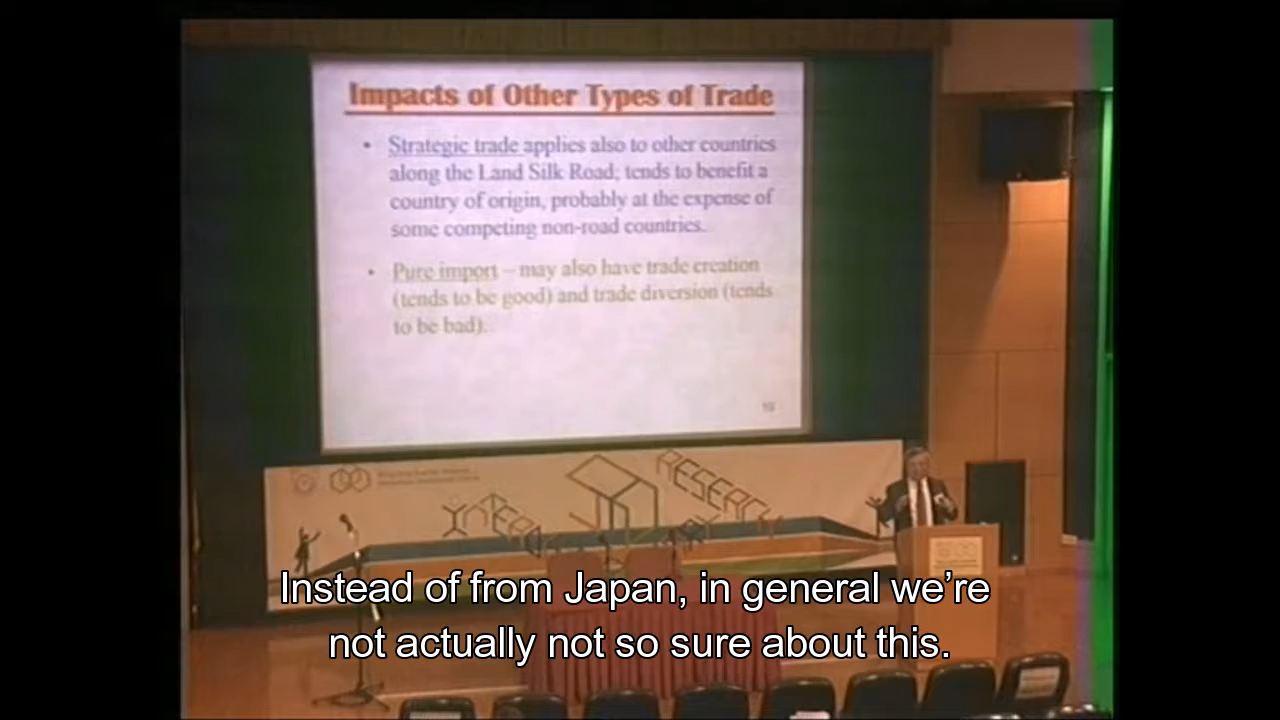 Impacts of Other Types of Trade
• Strategic trade applies also to other countries
along the Land Silk Road, tends to benefit a
country of origin, probably at the expense of
some competing non-road countries.
• Pure import – may also have trade creation
(tends to be good) and trade diversion (tends
to be bad).
19
RESEARCH
Instead of from Japan, in general we’re
not actually not so sure about this.